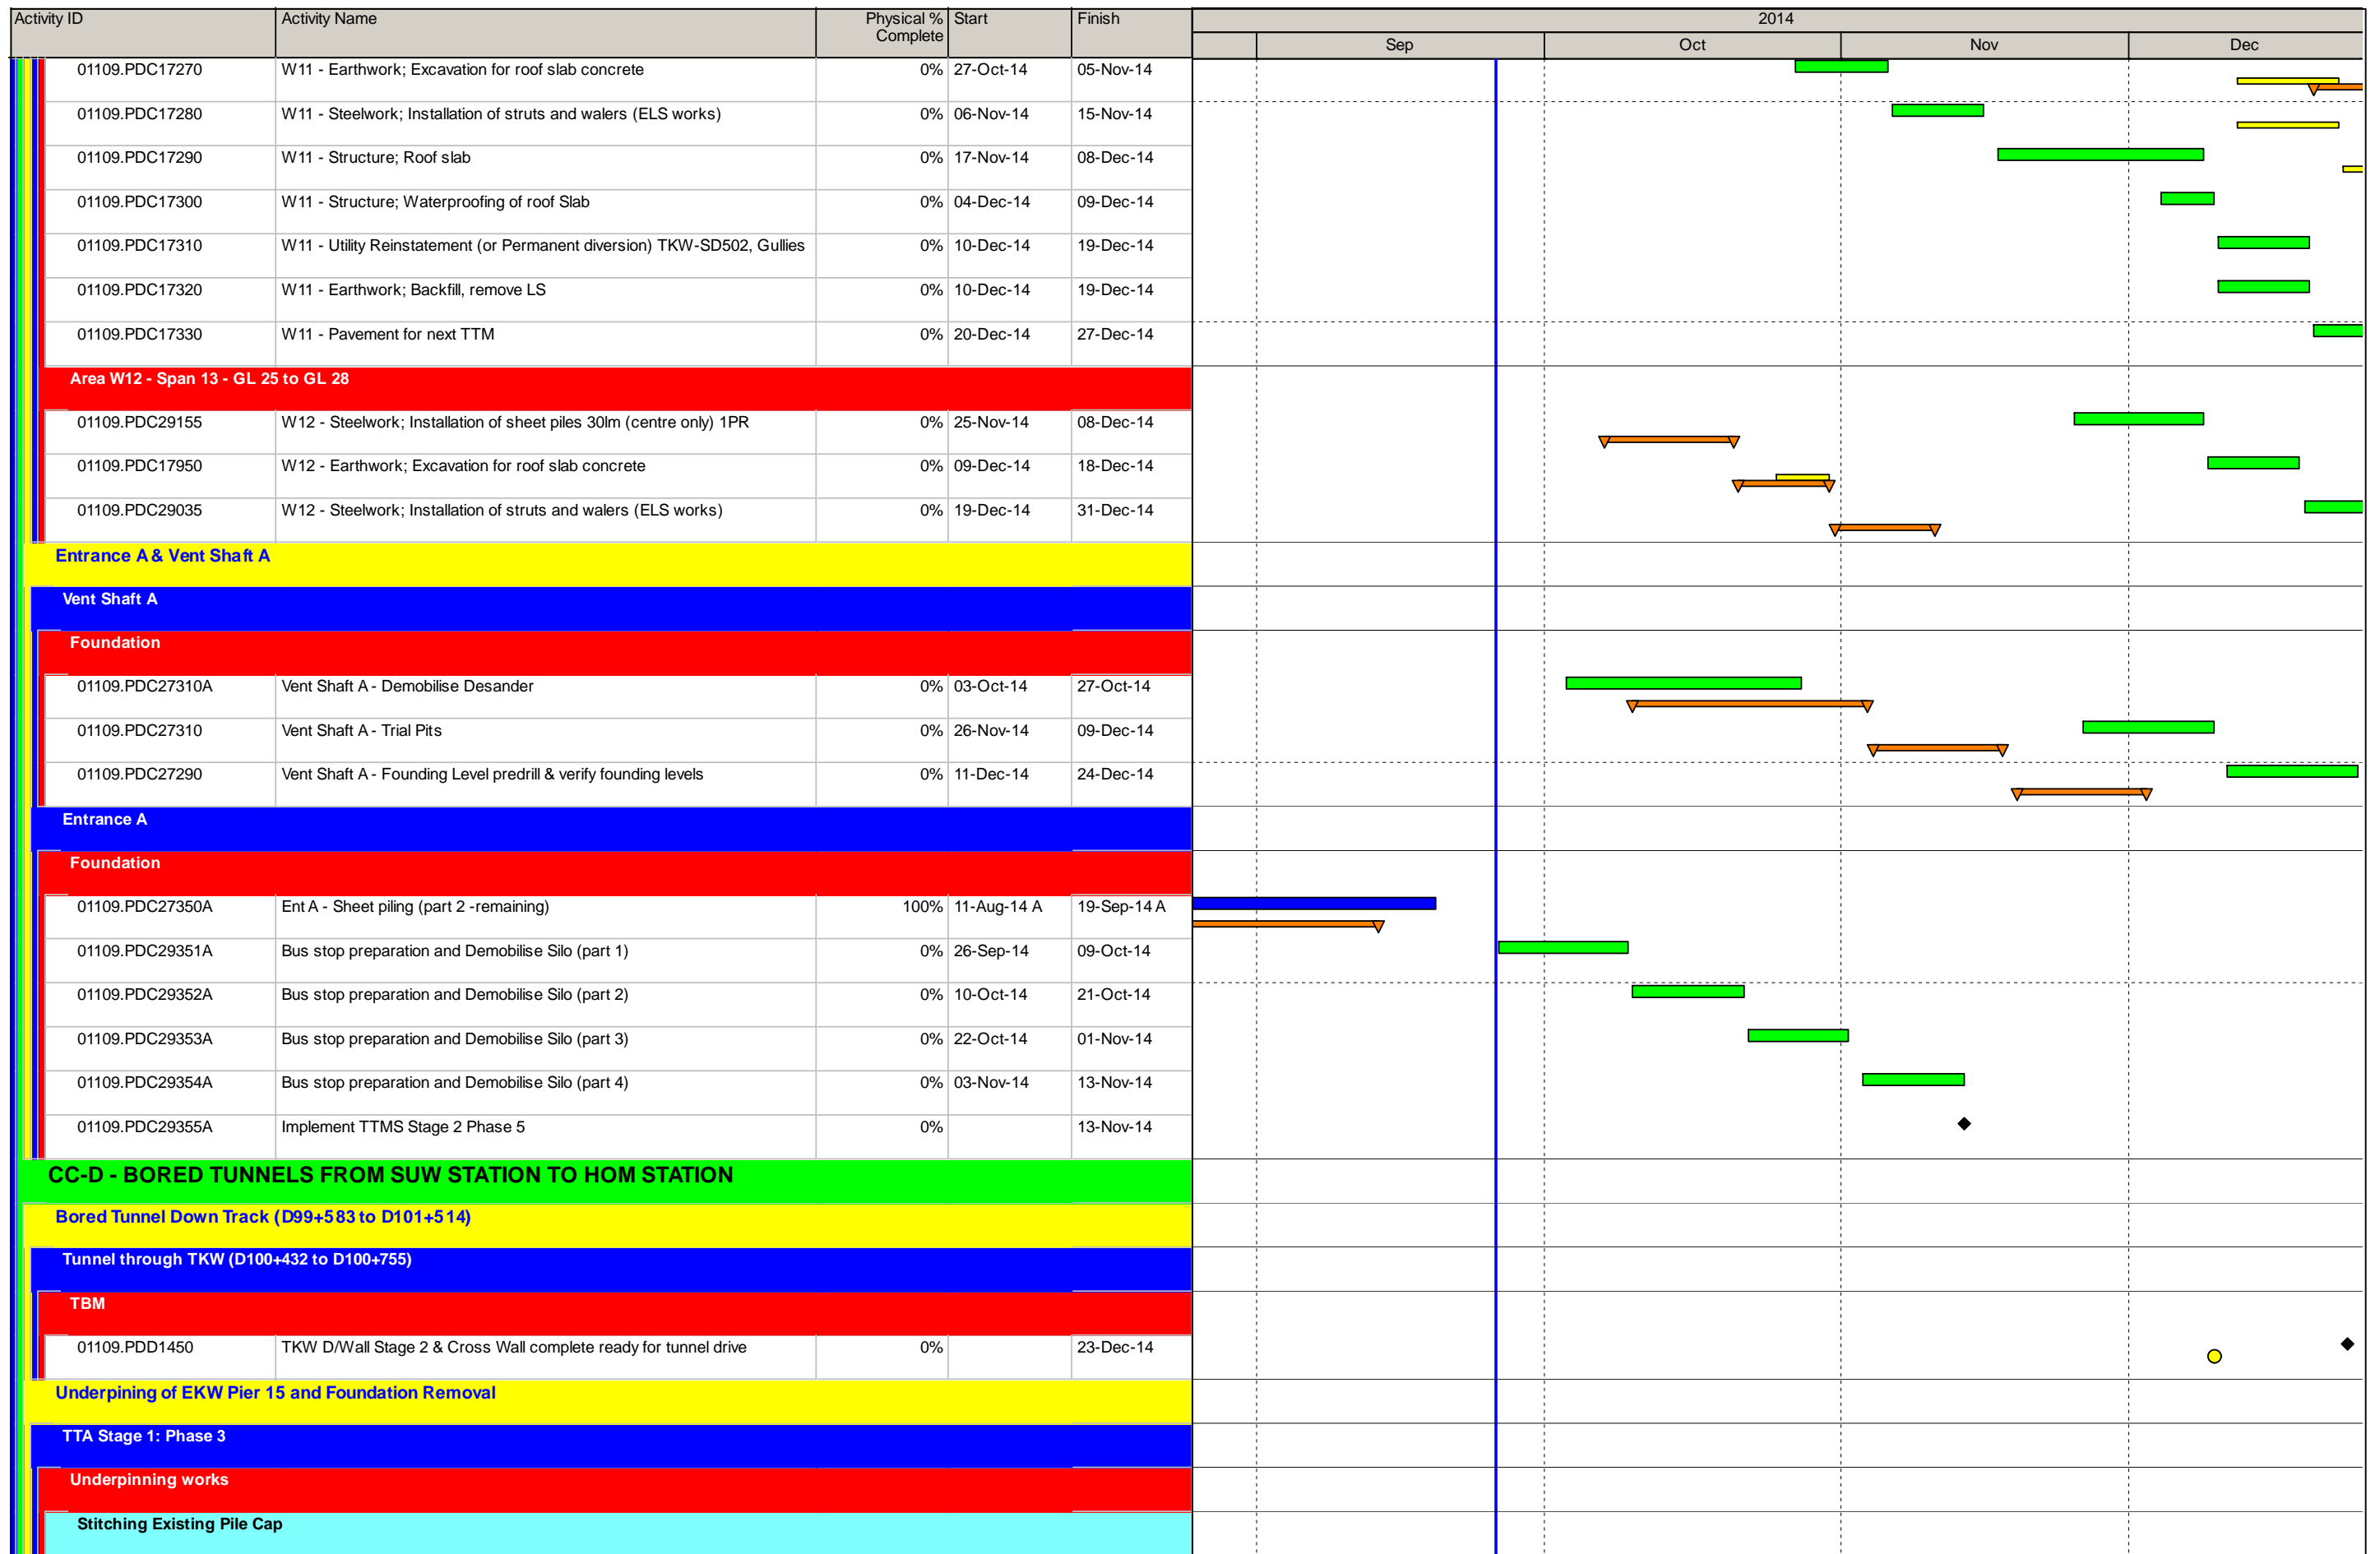 Activity ID Activity Name Physical % Complete Start Finish 2014
Sep Oct Nov Dec
01109.PDC17270 W11 - Earthwork; Excavation for roof slab concrete 0% 27-Oct-14 05-Nov-14
01109.PDC17280 W11 - Steelwork; Installation of struts and walers (ELS works) 0% 06-Nov-14 15-Nov-14
01109.PDC17290 W11 - Structure; Roof slab 0% 17-Nov-14 08-Dec-14
01109.PDC17300 W11 - Structure; Waterproofing of roof Slab 0% 04-Dec-14 09-Dec-14
01109.PDC17310 W11 - Utility Reinstatement (or Permanent diversion) TKW-SD502, Gullies 0% 10-Dec-14 19-Dec-14
01109.PDC17320 W11 - Earthwork; Backfill, remove LS 0% 10-Dec-14 19-Dec-14
01109.PDC17330 W11 - Pavement for next TTM 0% 20-Dec-14 27-Dec-14
Area W12 - Span 13 - GL 25 to GL 28
01109.PDC29155 W12 - Steelwork; Installation of sheet piles 30lm (centre only) 1PR 0% 25-Nov-14 08-Dec-14
01109.PDC17950 W12 - Earthwork; Excavation for roof slab concrete 0% 09-Dec-14 18-Dec-14
01109.PDC29035 W12 - Steelwork; Installation of struts and walers (ELS works) 0% 19-Dec-14 31-Dec-14
Entrance A & Vent Shaft A
Vent Shaft A
Foundation
01109.PDC27310A Vent Shaft A - Demobilise Desander 0% 03-Oct-14 27-Oct-14
01109.PDC27310 Vent Shaft A - Trial Pits 0% 26-Nov-14 09-Dec-14
01109.PDC27290 Vent Shaft A - Founding Level predrill & verify founding levels 0% 11-Dec-14 24-Dec-14
Entrance A
Foundation
01109.PDC27350A Ent A - Sheet piling (part 2 -remaining) 100% 11-Aug-14 A 19-Sep-14 A
01109.PDC29351A Bus stop preparation and Demobilise Silo (part 1) 0% 26-Sep-14 09-Oct-14
01109.PDC29352A Bus stop preparation and Demobilise Silo (part 2) 0% 10-Oct-14 21-Oct-14
01109.PDC29353A Bus stop preparation and Demobilise Silo (part 3) 0% 22-Oct-14 01-Nov-14
01109.PDC29354A Bus stop preparation and Demobilise Silo (part 4) 0% 03-Nov-14 13-Nov-14
01109.PDC29355A Implement TTMS Stage 2 Phase 5 0% 13-Nov-14
CC-D - BORED TUNNELS FROM SUW STATION TO HOM STATION
Bored Tunnel Down Track (D99+583 to D101+514)
Tunnel through TKW (D100+432 to D100+755)
TBM
01109.PDD1450 TKW D/Wall Stage 2 & Cross Wall complete ready for tunnel drive 0% 23-Dec-14
Underpining of EKW Pier 15 and Foundation Removal
TTA Stage 1: Phase 3
Underpinning works
Stitching Existing Pile Cap